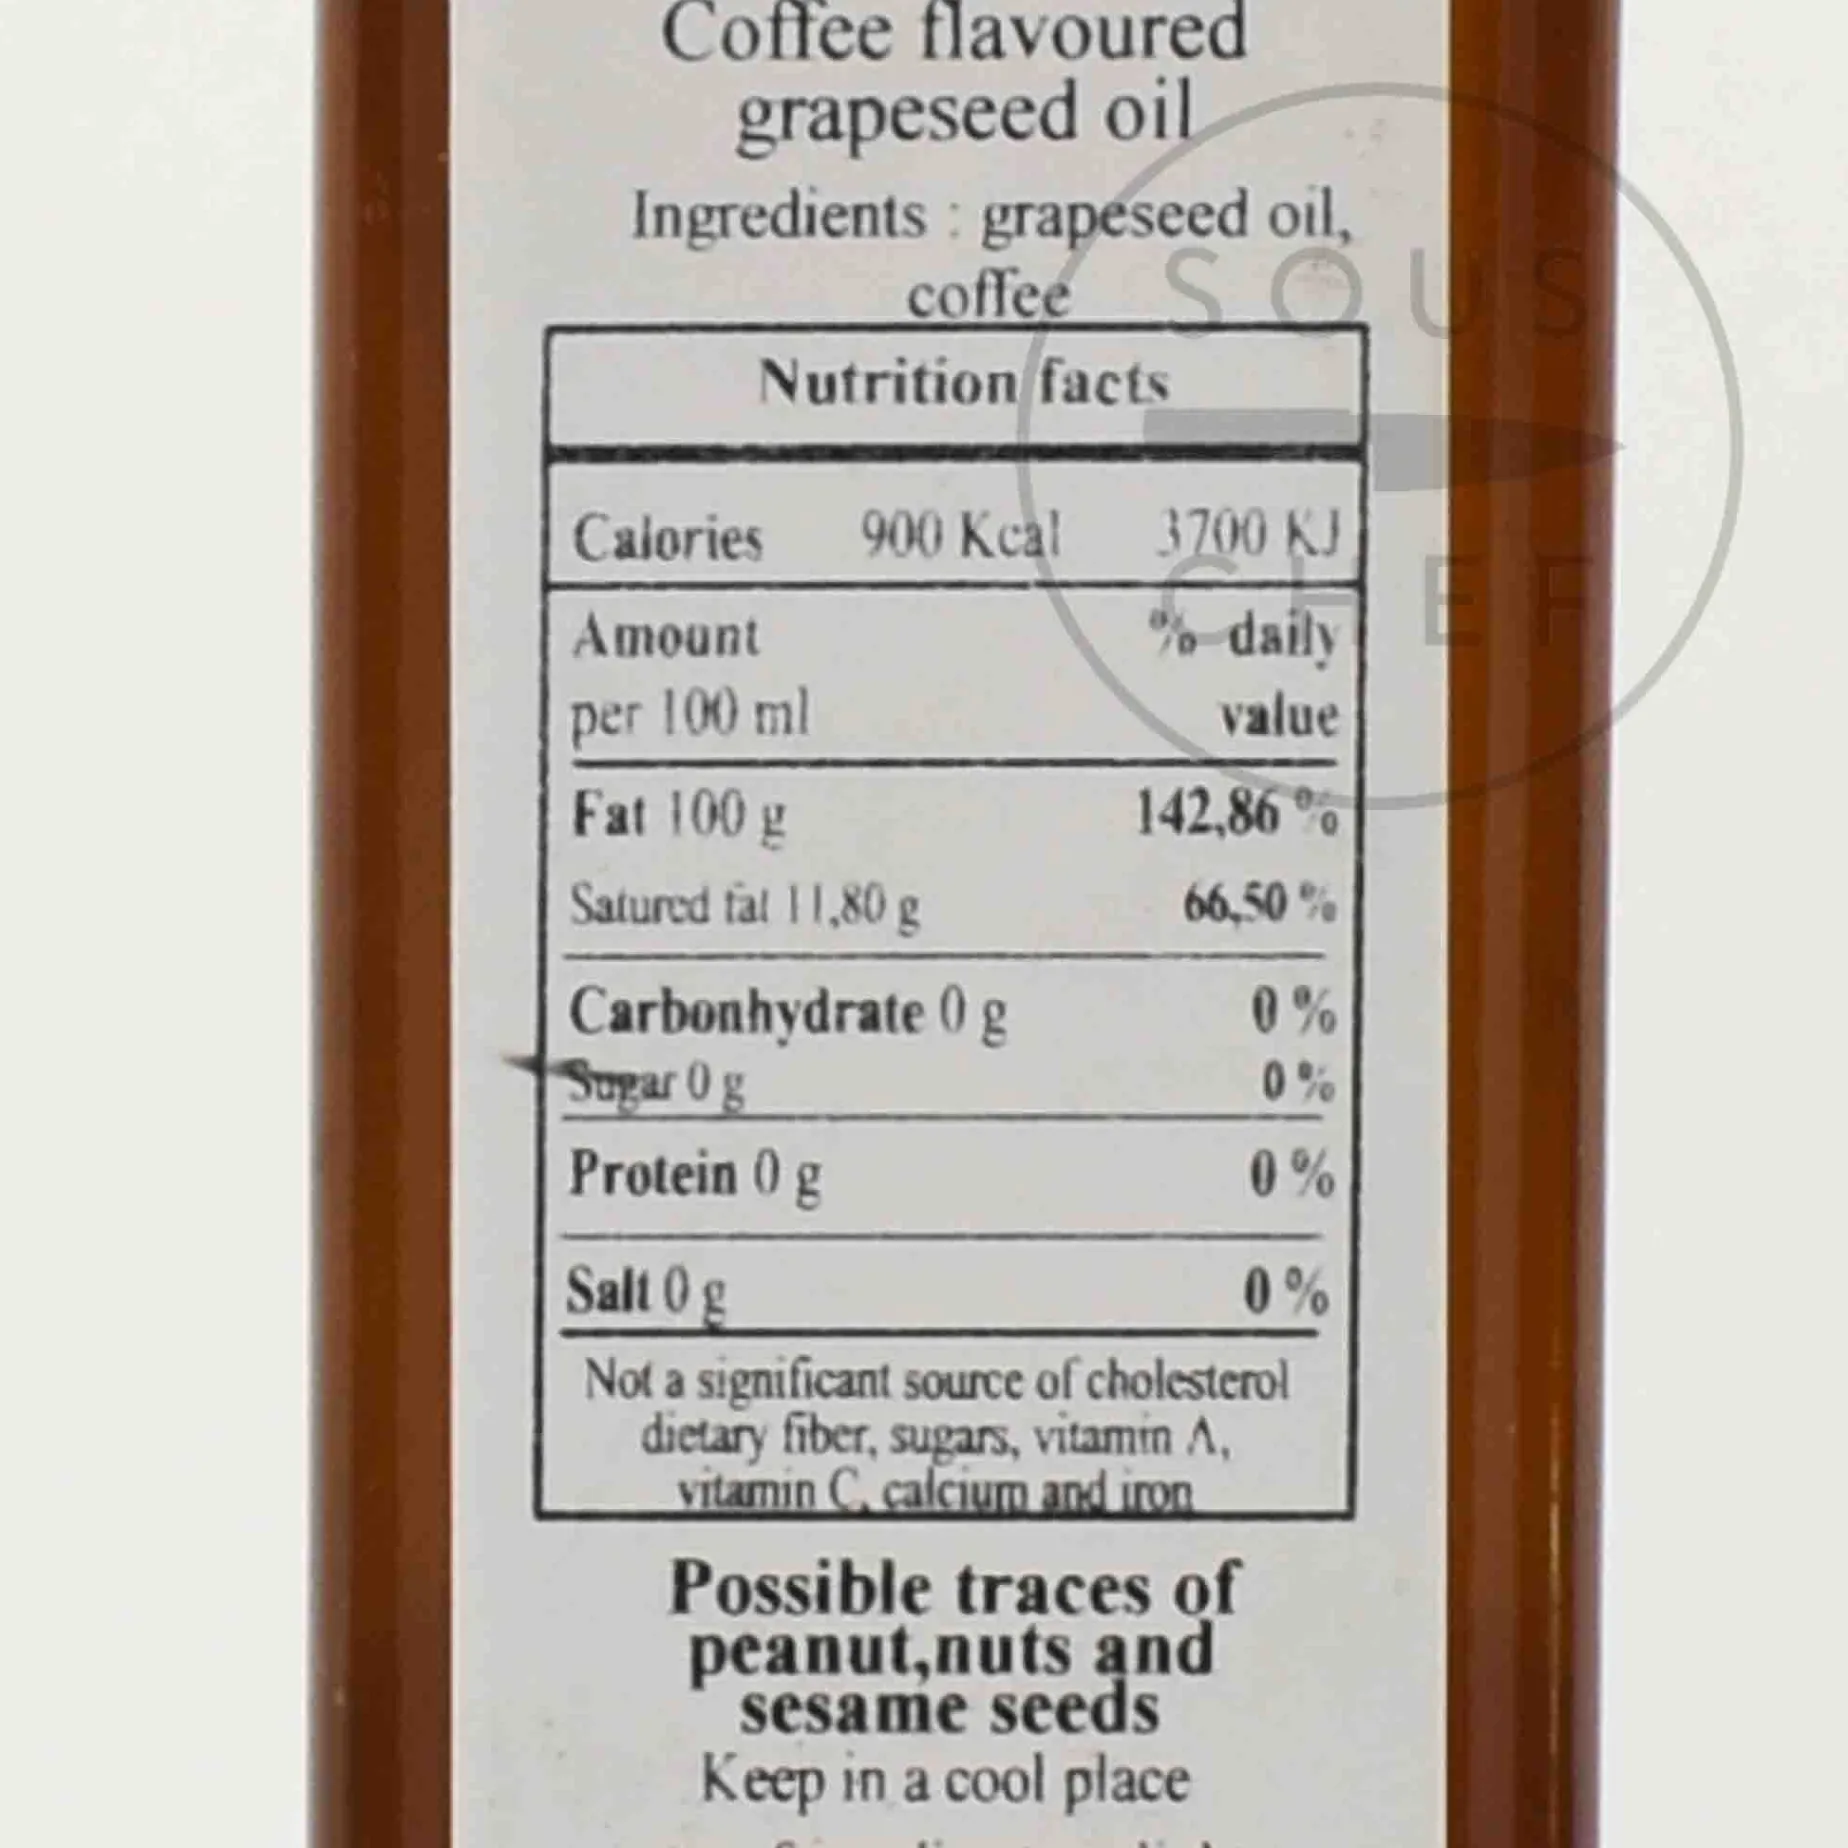 Coffee flavoured
grapeseed oil
Ingredients : grapeseed oil,
coffee
Nutrition facts
Calories 900 Kcal 3700 KJ
Amount % daily
per 100 ml value
Fat 100 g 142,86 %
Satured fat 11,80 g 66,50 %
Carbonhydrate 0 g 0 %
Sugar 0 g 0 %
Protein 0 g 0 %
Salt 0 g 0 %
Not a significant source of cholesterol
dietary fiber, sugars, vitamin A,
vitamin C, calcium and iron
Possible traces of
peanut,nuts and
sesame seeds
Keep in a cool place
SOUS
CHEF